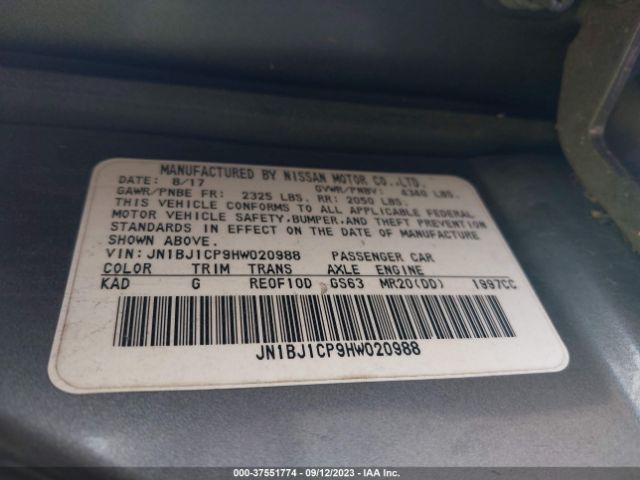 MANUFACTURED BY NISSAN MOTOR CO.,LTD.
DATE: 8/17 GVWR/PNBV: 4340 LBS.
GAWR/PNBE FR: 2325 LBS. RR: 2050 LBS.
THIS VEHICLE CONFORMS TO ALL APPLICABLE FEDERAL
MOTOR VEHICLE SAFETY,BUMPER,AND THEFT PREVENTION
STANDARDS IN EFFECT ON THE DATE OF MANUFACTURE
SHOWN ABOVE.
VIN: JN1BJ1CP9HW020988 PASSENGER CAR
COLOR TRIM TRANS AXLE ENGINE
KAD G RE0F10D GS63 MR20(DD) 1997CC
JN1BJ1CP9HW020988
000-37551774 - 09/12/2023 - IAAI.COM